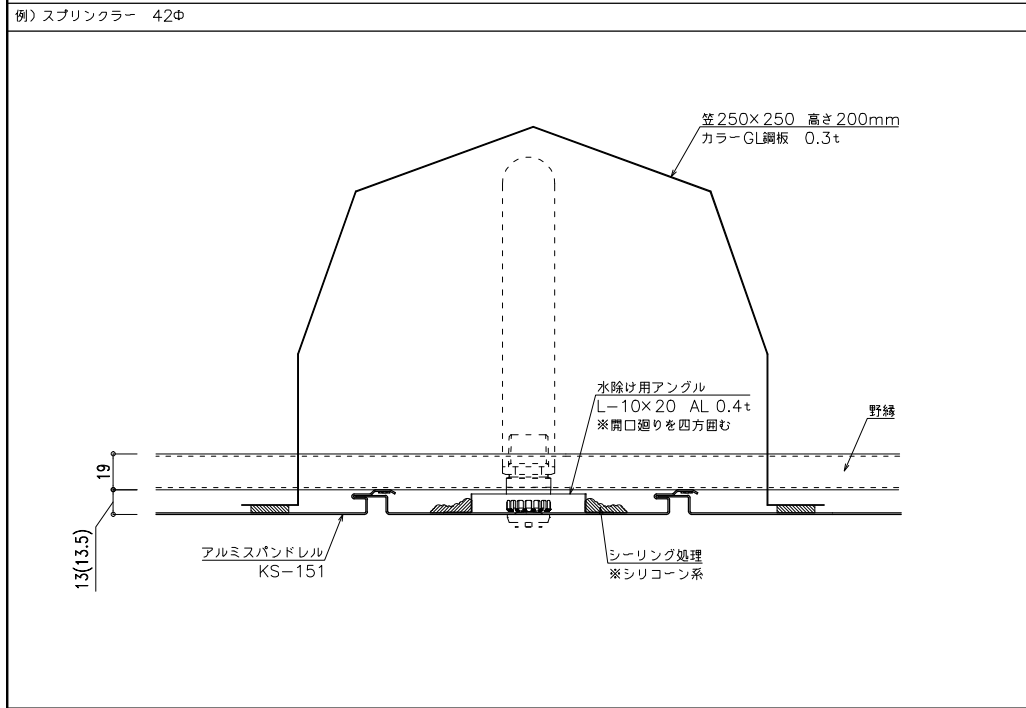 例）スプリンクラー　42Φ
笠250×250　高さ200mm
カラーGL鋼板　0.3t
水除け用アングル
L-10×20　AL 0.4t
※開口廻りを四方囲む
野縁
19
13(13.5)
アルミスパンドレル
KS-151
シーリング処理
※シリコーン系